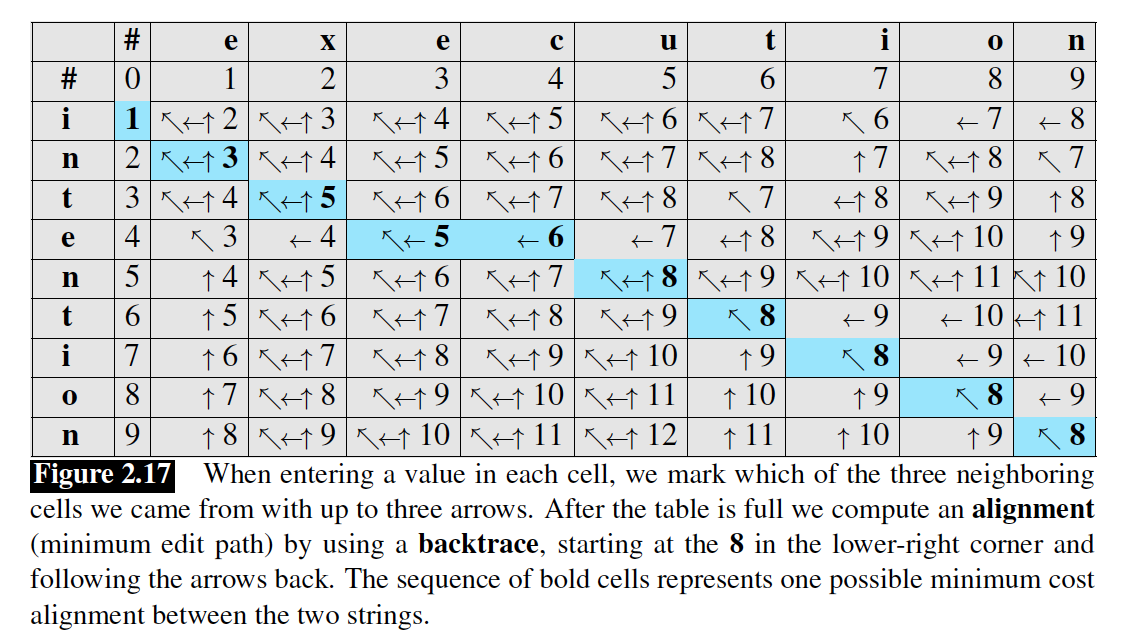 # e x e c u t i o n
# 0 1 2 3 4 5 6 7 8 9
i 1 ↖←↑ 2 ↖←↑ 3 ↖←↑ 4 ↖←↑ 5 ↖←↑ 6 ↖←↑ 7 ↖ 6 ← 7 ← 8
n 2 ↖←↑ 3 ↖←↑ 4 ↖←↑ 5 ↖←↑ 6 ↖←↑ 7 ↖←↑ 8 ↑ 7 ↖←↑ 8 ↖ 7
t 3 ↖←↑ 4 ↖←↑ 5 ↖←↑ 6 ↖←↑ 7 ↖←↑ 8 ↖ 7 ←↑ 8 ↖←↑ 9 ↑ 8
e 4 ↖ 3 ← 4 ↖← 5 ← 6 ← 7 ←↑ 8 ↖←↑ 9 ↖←↑ 10 ↑ 9
n 5 ↑ 4 ↖←↑ 5 ↖←↑ 6 ↖←↑ 7 ↖←↑ 8 ↖←↑ 9 ↖←↑ 10 ↖←↑ 11 ↖↑ 10
t 6 ↑ 5 ↖←↑ 6 ↖←↑ 7 ↖←↑ 8 ↖←↑ 9 ↖ 8 ← 9 ← 10 ←↑ 11
i 7 ↑ 6 ↖←↑ 7 ↖←↑ 8 ↖←↑ 9 ↖←↑ 10 ↑ 9 ↖ 8 ← 9 ← 10
o 8 ↑ 7 ↖←↑ 8 ↖←↑ 9 ↖←↑ 10 ↖←↑ 11 ↑ 10 ↑ 9 ↖ 8 ← 9
n 9 ↑ 8 ↖←↑ 9 ↖←↑ 10 ↖←↑ 11 ↖←↑ 12 ↑ 11 ↑ 10 ↑ 9 ↖ 8
Figure 2.17 When entering a value in each cell, we mark which of the three neighboring
cells we came from with up to three arrows. After the table is full we compute an alignment
(minimum edit path) by using a backtrace, starting at the 8 in the lower-right corner and
following the arrows back. The sequence of bold cells represents one possible minimum cost
alignment between the two strings.